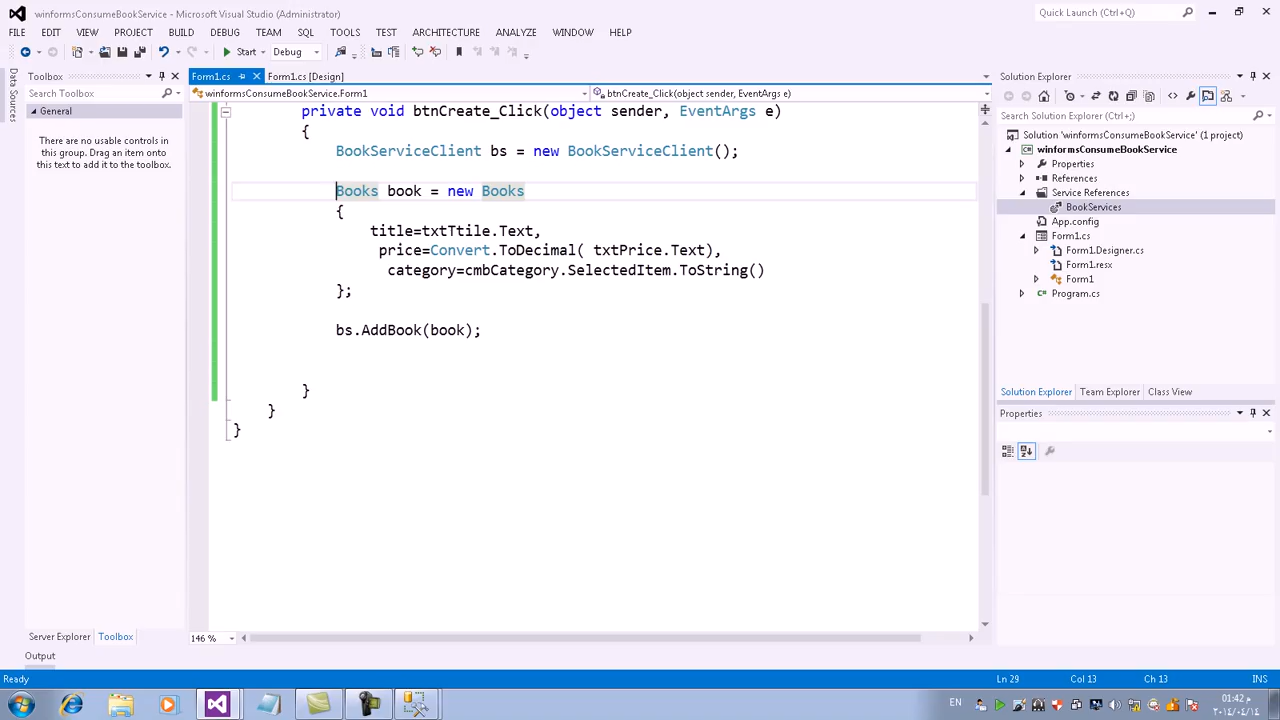 winformsConsumeBookService - Microsoft Visual Studio (Administrator)
Quick Launch (Ctrl+Q)
FILE EDIT VIEW PROJECT BUILD DEBUG TEAM SQL TOOLS TEST ARCHITECTURE ANALYZE WINDOW HELP
Start Debug
Data Sources
Toolbox
Search Toolbox
General
There are no usable controls in
this group. Drag an item onto
this text to add it to the toolbox.
Server Explorer Toolbox
Form1.cs Form1.cs [Design]
winformsConsumeBookService.Form1 btnCreate_Click(object sender, EventArgs e)
private void btnCreate_Click(object sender, EventArgs e)
{
BookServiceClient bs = new BookServiceClient();
Books book = new Books
{
title=txtTtile.Text,
price=Convert.ToDecimal( txtPrice.Text),
category=cmbCategory.SelectedItem.ToString()
};
bs.AddBook(book);
}
}
}
146 %
Solution Explorer
Search Solution Explorer (Ctrl+;)
Solution 'winformsConsumeBookService' (1 project)
winformsConsumeBookService
Properties
References
Service References
BookServices
App.config
Form1.cs
Form1.Designer.cs
Form1.resx
Form1
Program.cs
Solution Explorer Team Explorer Class View
Properties
Output
Ready Ln 29 Col 13 Ch 13 INS
EN
01:42 م
٢٠١٤/٠٤/١٤